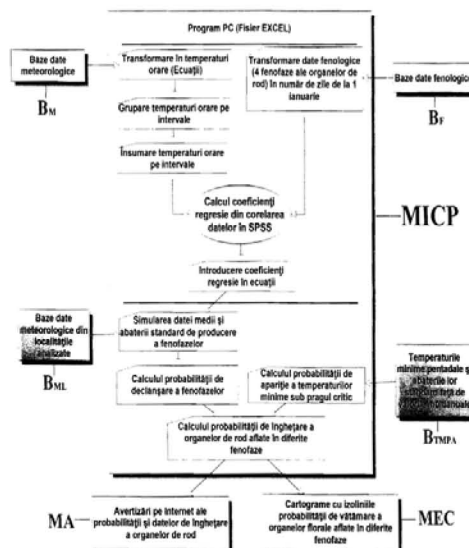 Program PC (Fisier EXCEL)
Baze date
meteorologice
B_M
Transformare în temperaturi
orare (Ecuații)
Grupare temperaturi orare pe
intervale
Însumare temperaturi orare
pe intervale
Transformare date fenologice
(4 fenofaze ale organelor de
rod) în număr de zile de la 1
ianuarie
Baze date fenologice
B_F
Calcul coeficienți
regresie din corelarea
datelor în SPSS
MICP
Introducere coeficienți
regresie în ecuații
Baze date
meteorologice din
localitățile
analizate
B_ML
Simularea datei medii și
abaterii standard de producere
a fenofazelor
Calculul probabilității de
declanșare a fenofazelor
Calculul probabilității de
apariție a temperaturilor
minime sub pragul critic
Temperaturile
minime pentadale și
abaterile lor
B_TMPA
Calculul probabilității de înghețare a
organelor de rod aflate în diferite
fenofaze
MA
Avertizări pe Internet ale
probabilității și datelor de înghețare
a organelor de rod
Cartograme cu izoliniile
probabilității de vătămare a
organelor florale aflate în diferite
fenofaze
MEC